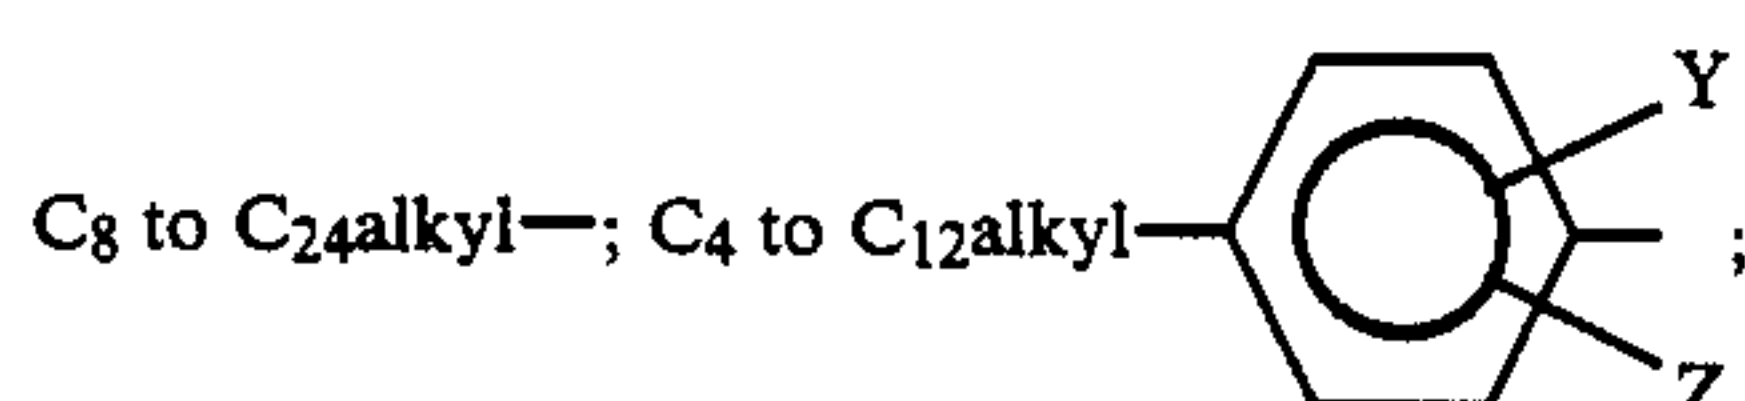 Y
C₈ to C₂₄alkyl—; C₄ to C₁₂alkyl— ;
Z